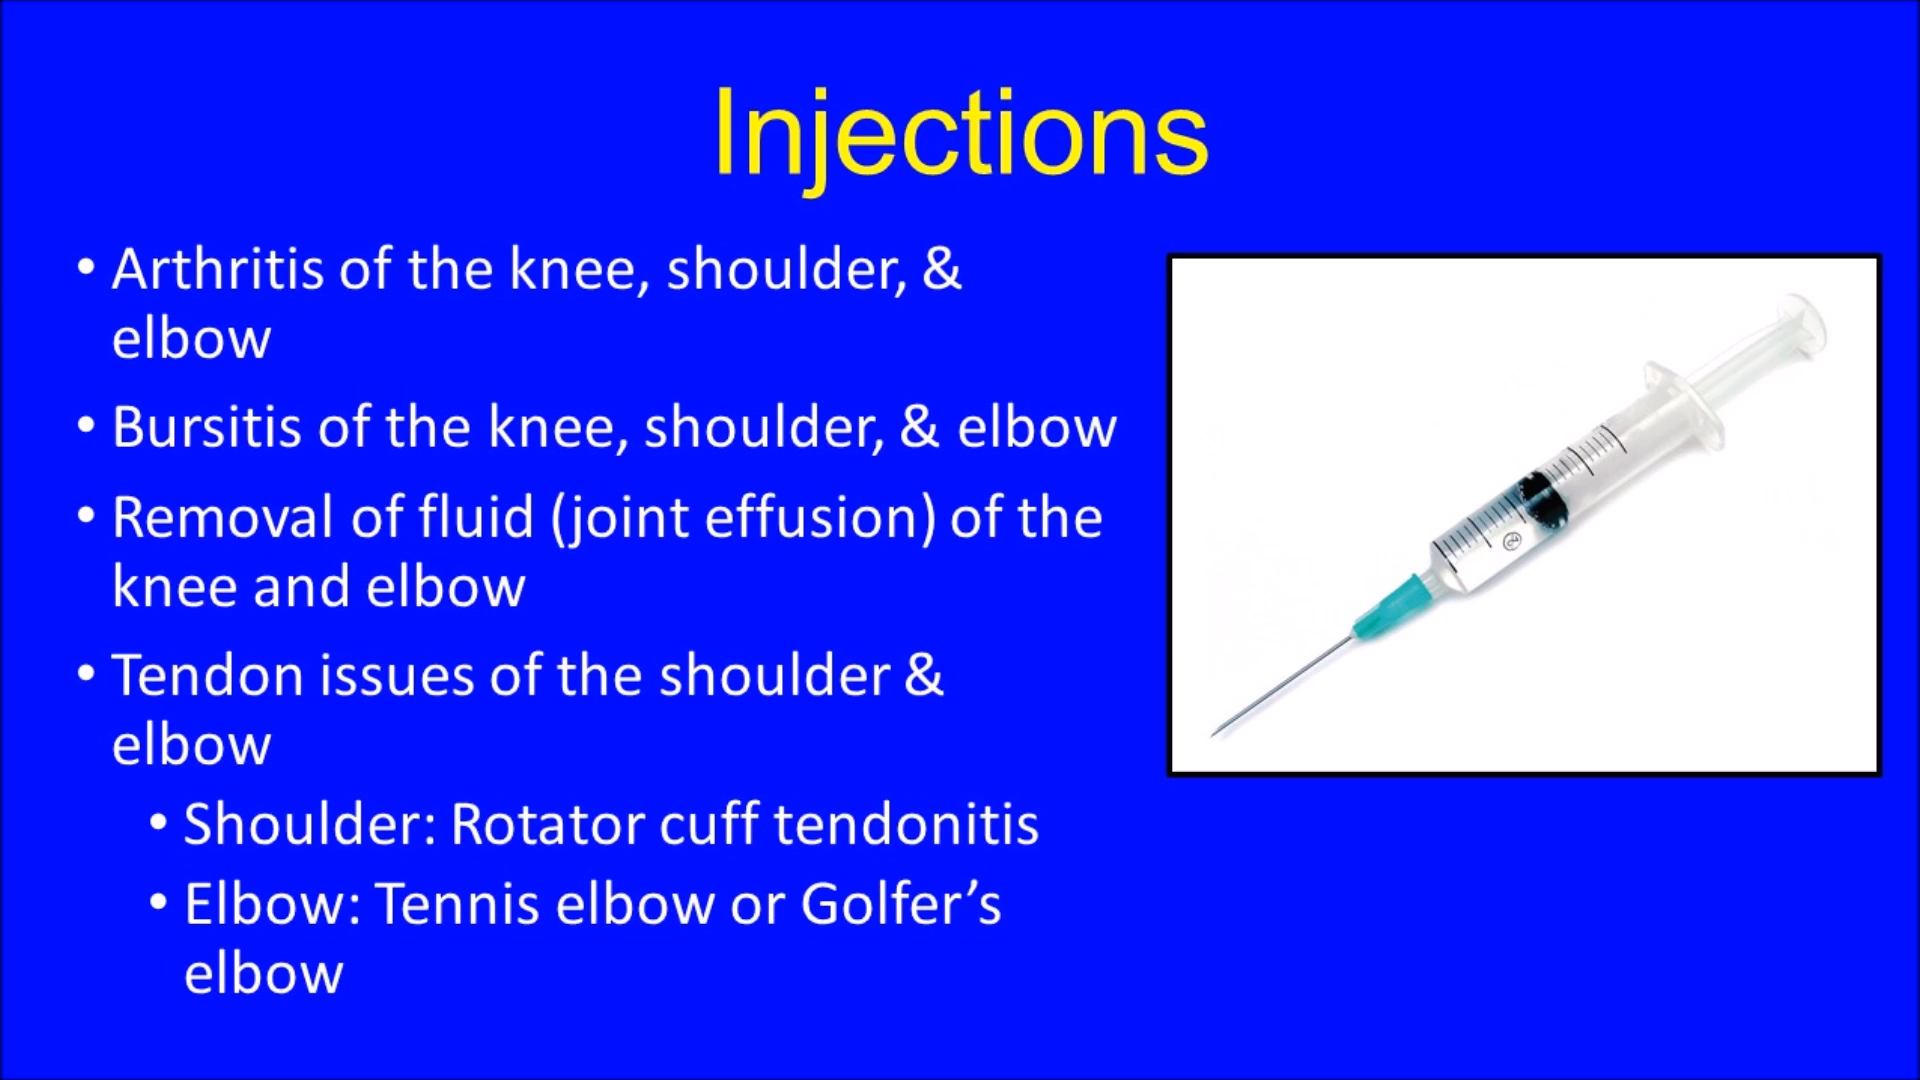 Injections
• Arthritis of the knee, shoulder, &
elbow
• Bursitis of the knee, shoulder, & elbow
• Removal of fluid (joint effusion) of the
knee and elbow
• Tendon issues of the shoulder &
elbow
• Shoulder: Rotator cuff tendonitis
• Elbow: Tennis elbow or Golfer’s
elbow